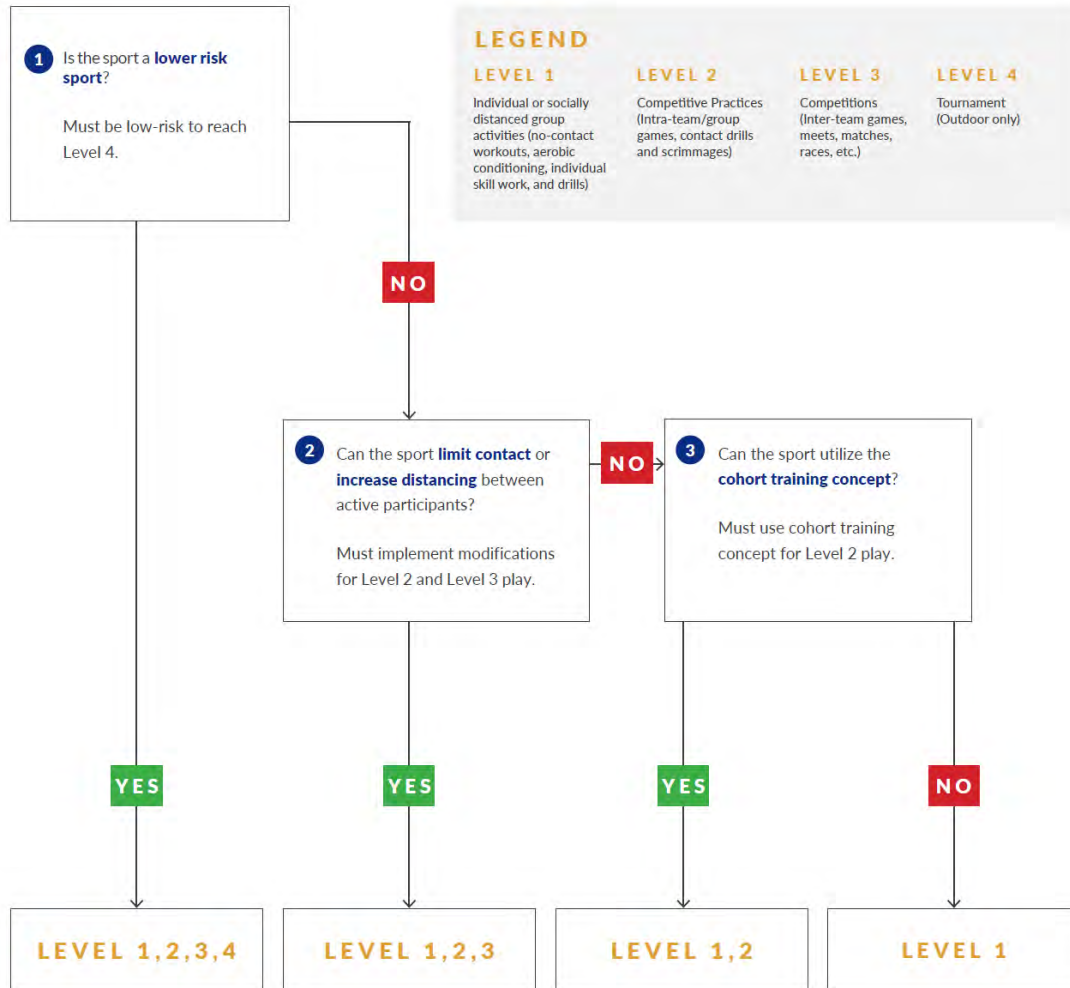 1 Is the sport a lower risk
sport?
Must be low-risk to reach
Level 4.
LEGEND
LEVEL 1
Individual or socially
distanced group
activities (no-contact
workouts, aerobic
conditioning, individual
skill work, and drills)
LEVEL 2
Competitive Practices
(Intra-team/group
games, contact drills
and scrimmages)
LEVEL 3
Competitions
(Inter-team games,
meets, matches,
races, etc.)
LEVEL 4
Tournament
(Outdoor only)
NO
2 Can the sport limit contact or
increase distancing between
active participants?
Must implement modifications
for Level 2 and Level 3 play.
NO
3 Can the sport utilize the
cohort training concept?
Must use cohort training
concept for Level 2 play.
YES
YES
YES
NO
LEVEL 1,2,3,4
LEVEL 1,2,3
LEVEL 1,2
LEVEL 1